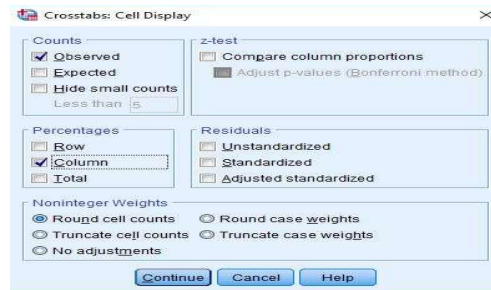 Crosstabs: Cell Display
Counts
Observed
Expected
Hide small counts
Less than 5
z-test
Compare column proportions
Adjust p-values (Bonferroni method)
Percentages
Row
Column
Total
Residuals
Unstandardized
Standardized
Adjusted standardized
Noninteger Weights
Round cell counts Round case weights
Truncate cell counts Truncate case weights
No adjustments
Continue Cancel Help